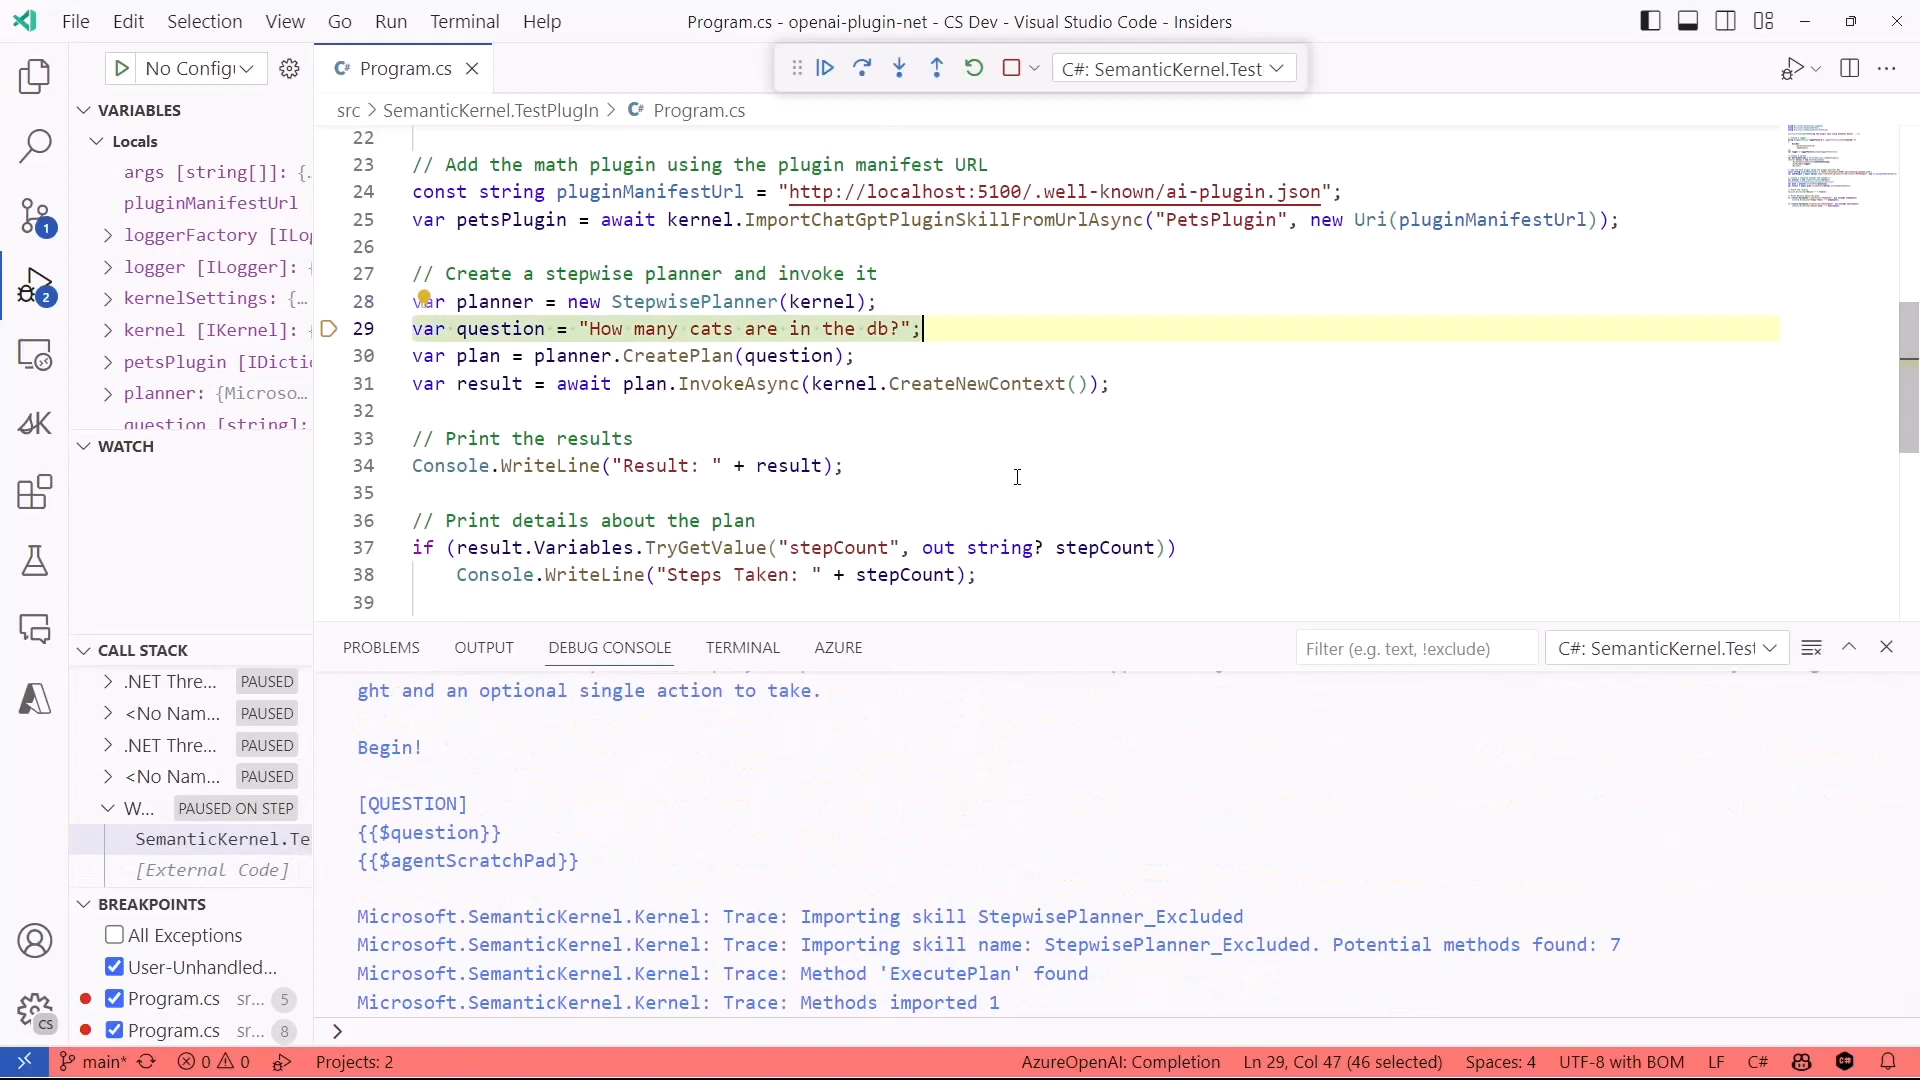 File Edit Selection View Go Run Terminal Help
Program.cs - openai-plugin-net - CS Dev - Visual Studio Code - Insiders
No Config
Program.cs
C#: SemanticKernel.Test
src > SemanticKernel.TestPlugIn > Program.cs
VARIABLES
Locals
args [string[]]: {…
pluginManifestUrl
loggerFactory [ILog
logger [ILogger]: {
kernelSettings: {…
kernel [IKernel]: {
petsPlugin [IDictio
planner: {Microso…
question [string]:
WATCH
CALL STACK
.NET Thre... PAUSED
<No Nam... PAUSED
.NET Thre... PAUSED
<No Nam... PAUSED
W... PAUSED ON STEP
SemanticKernel.Te
[External Code]
BREAKPOINTS
All Exceptions
User-Unhandled...
Program.cs sr... 5
Program.cs sr... 8
1
2
CS
22
23 // Add the math plugin using the plugin manifest URL
24 const string pluginManifestUrl = "http://localhost:5100/.well-known/ai-plugin.json";
25 var petsPlugin = await kernel.ImportChatGptPluginSkillFromUrlAsync("PetsPlugin", new Uri(pluginManifestUrl));
26
27 // Create a stepwise planner and invoke it
28 var planner = new StepwisePlanner(kernel);
29 var question = "How many cats are in the db?";
30 var plan = planner.CreatePlan(question);
31 var result = await plan.InvokeAsync(kernel.CreateNewContext());
32
33 // Print the results
34 Console.WriteLine("Result: " + result);
35
36 // Print details about the plan
37 if (result.Variables.TryGetValue("stepCount", out string? stepCount))
38 Console.WriteLine("Steps Taken: " + stepCount);
39
PROBLEMS OUTPUT DEBUG CONSOLE TERMINAL AZURE
Filter (e.g. text, !exclude)
C#: SemanticKernel.Test
ght and an optional single action to take.
Begin!
[QUESTION]
{{$question}}
{{$agentScratchPad}}
Microsoft.SemanticKernel.Kernel: Trace: Importing skill StepwisePlanner_Excluded
Microsoft.SemanticKernel.Kernel: Trace: Importing skill name: StepwisePlanner_Excluded. Potential methods found: 7
Microsoft.SemanticKernel.Kernel: Trace: Method 'ExecutePlan' found
Microsoft.SemanticKernel.Kernel: Trace: Methods imported 1
>
main* 0 0 Projects: 2
AzureOpenAI: Completion Ln 29, Col 47 (46 selected) Spaces: 4 UTF-8 with BOM LF C#